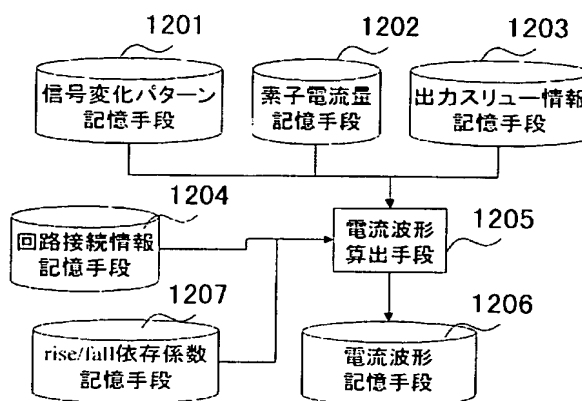 1201
1202
1203
信号変化パターン
記憶手段
素子電流量
記憶手段
出力スリュー情報
記憶手段
1204
回路接続情報
記憶手段
電流波形
算出手段
1205
1207
rise/fall依存係数
記憶手段
1206
電流波形
記憶手段